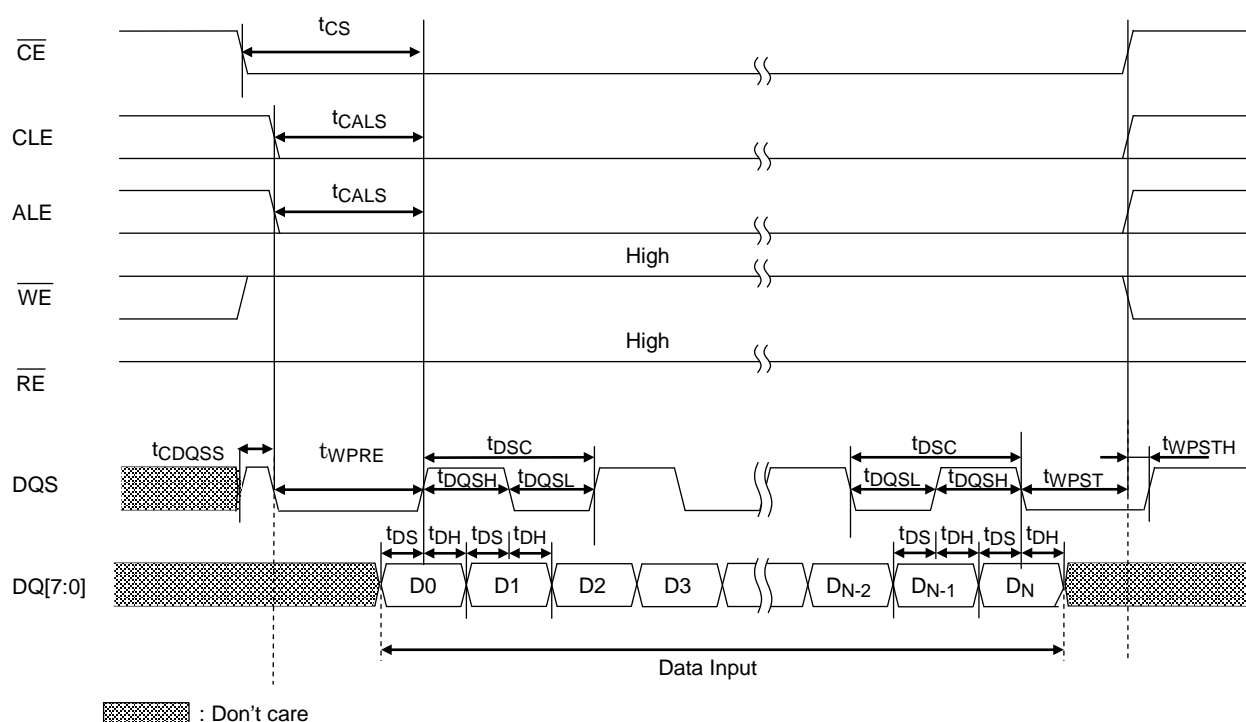 tCS
CE
tCALS
CLE
tCALS
ALE
High
WE
High
RE
tCDQSS tWPRE tDSC tDSC tWPSTH
DQS tDQSH tDQSL tDQSL tDQSH tWPST
tDS tDH tDS tDH tDS tDH tDS tDH
DQ[7:0] D0 D1 D2 D3 DN-2 DN-1 DN
Data Input
: Don't care